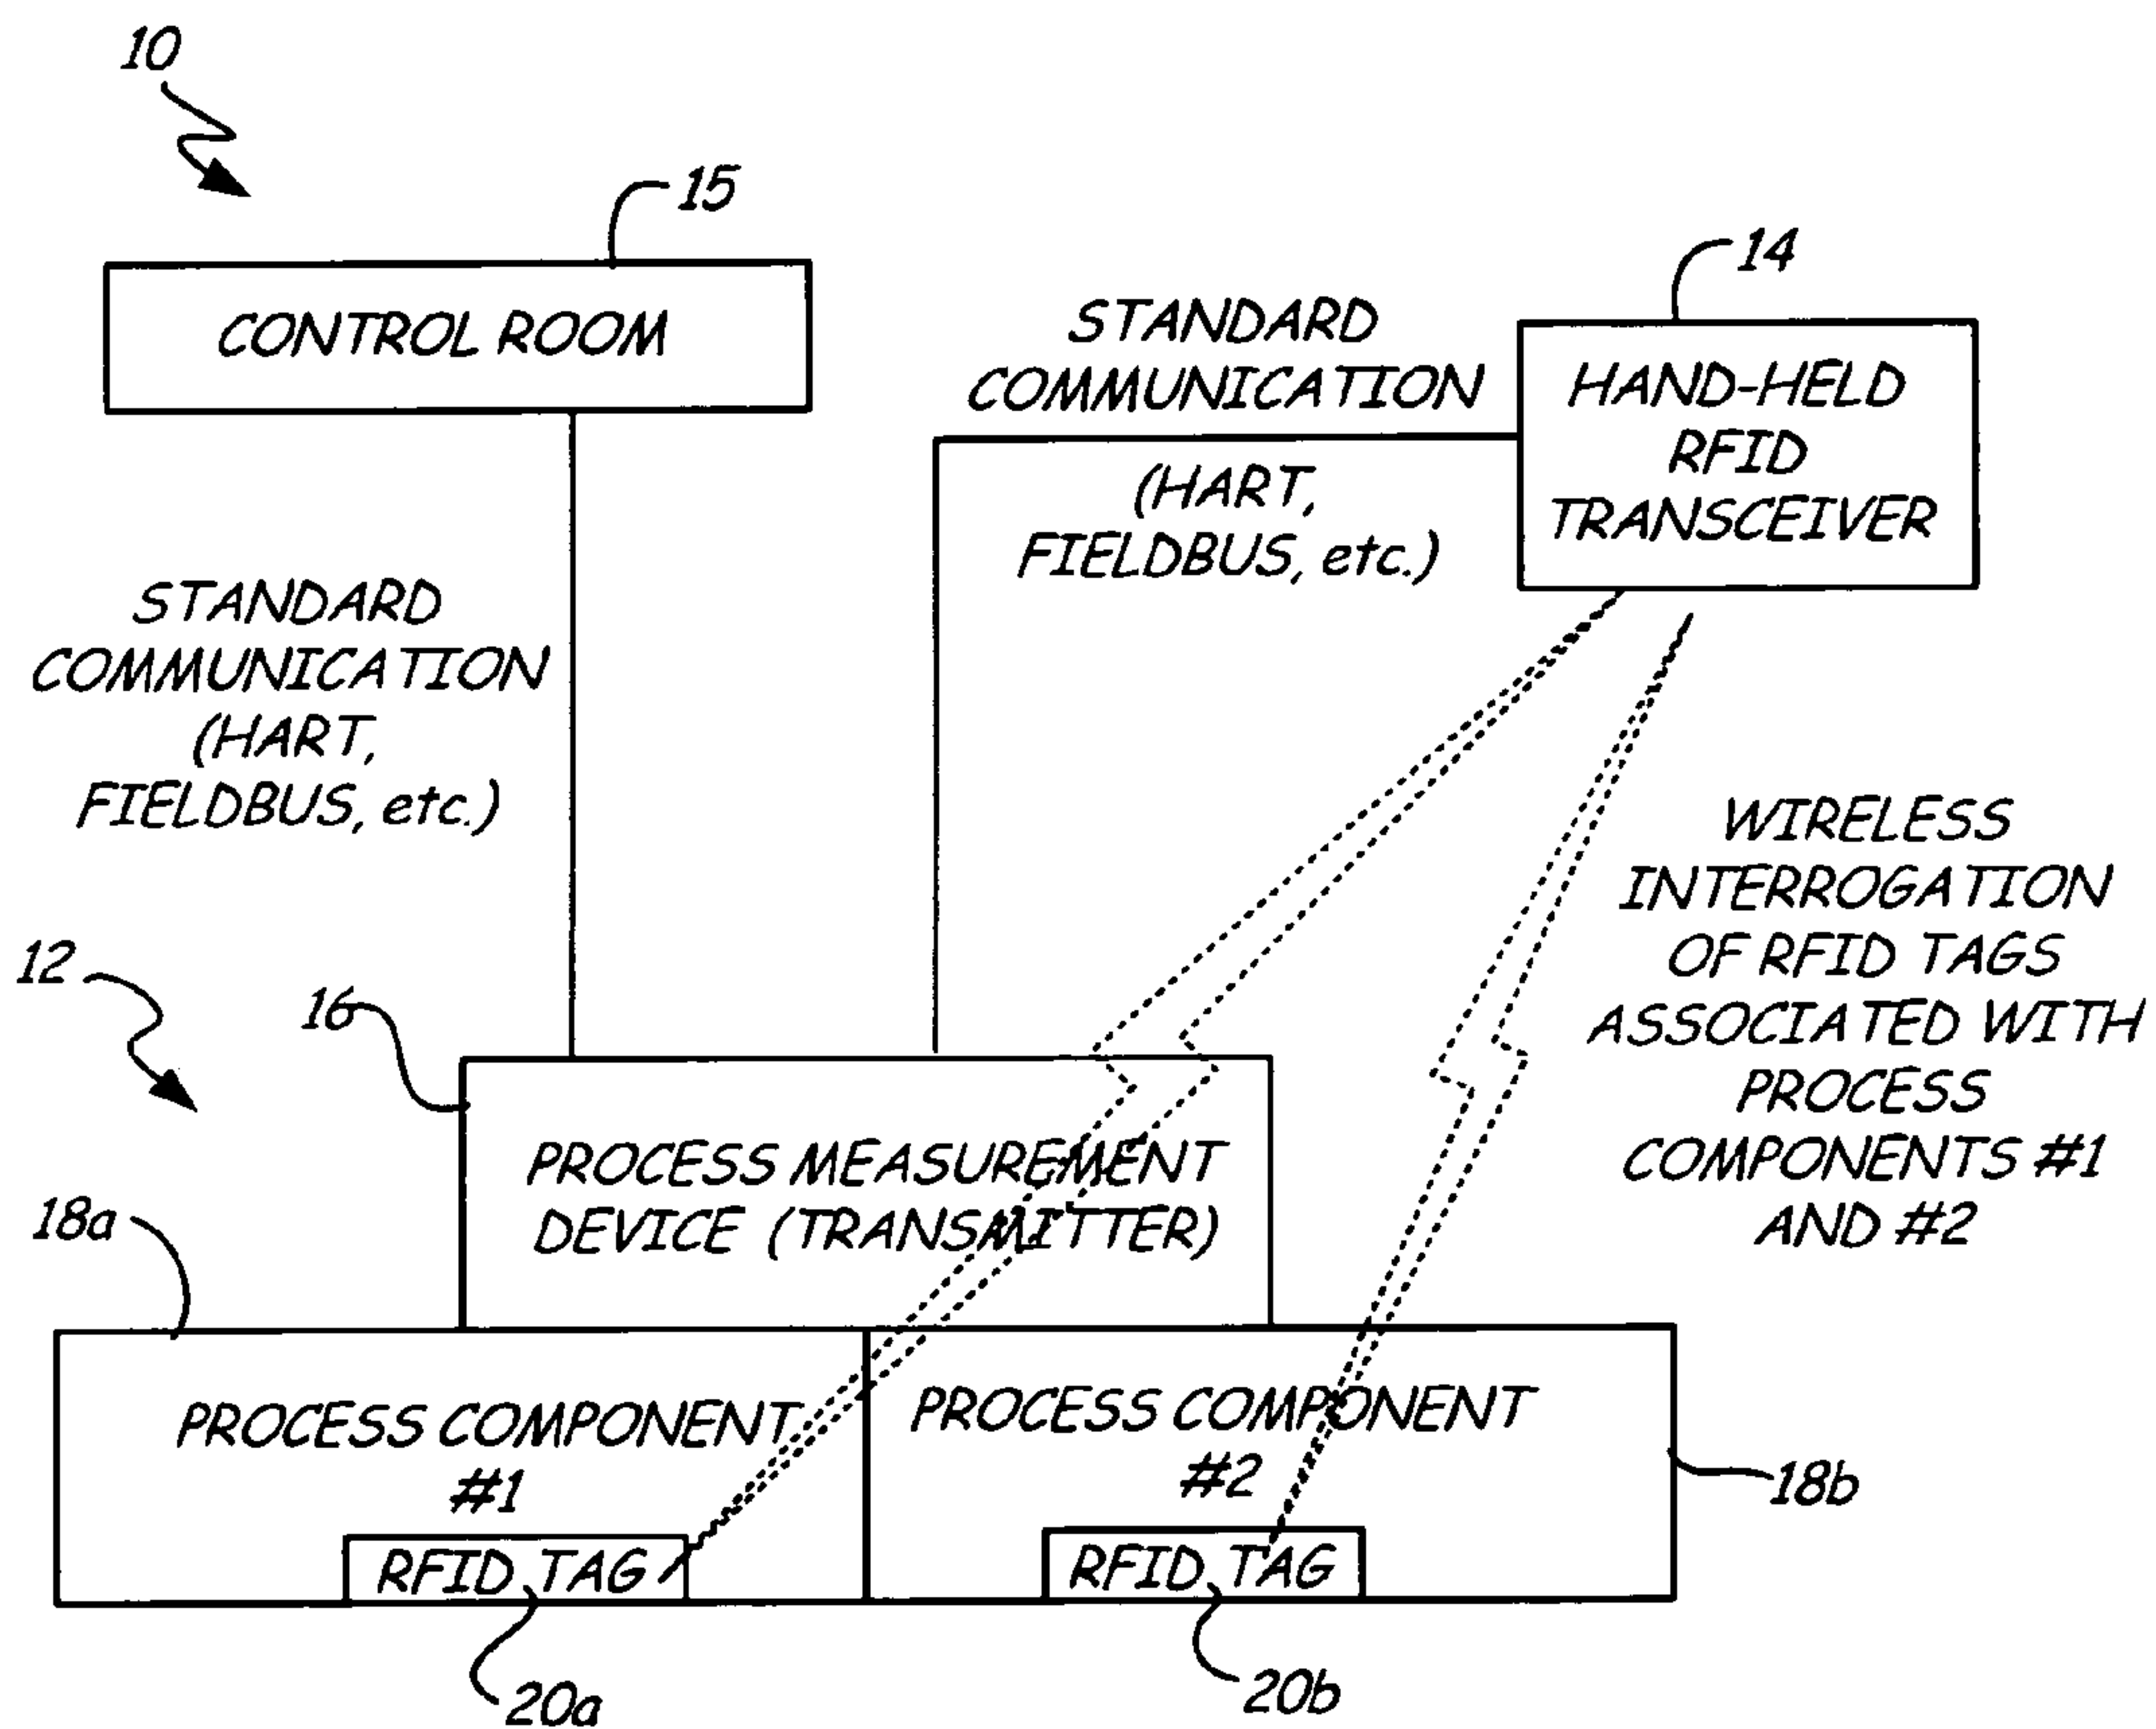 10
15
CONTROL ROOM
14
STANDARD
COMMUNICATION
(HART,
FIELDBUS, etc.)
HAND-HELD
RFID
TRANSCEIVER
STANDARD
COMMUNICATION
(HART,
FIELDBUS, etc.)
WIRELESS
INTERROGATION
OF RFID TAGS
ASSOCIATED WITH
PROCESS
COMPONENTS #1
AND #2
12
16
PROCESS MEASUREMENT
DEVICE (TRANSMITTER)
18a
PROCESS COMPONENT
#1
RFID TAG
20a
PROCESS COMPONENT
#2
RFID TAG
20b
18b